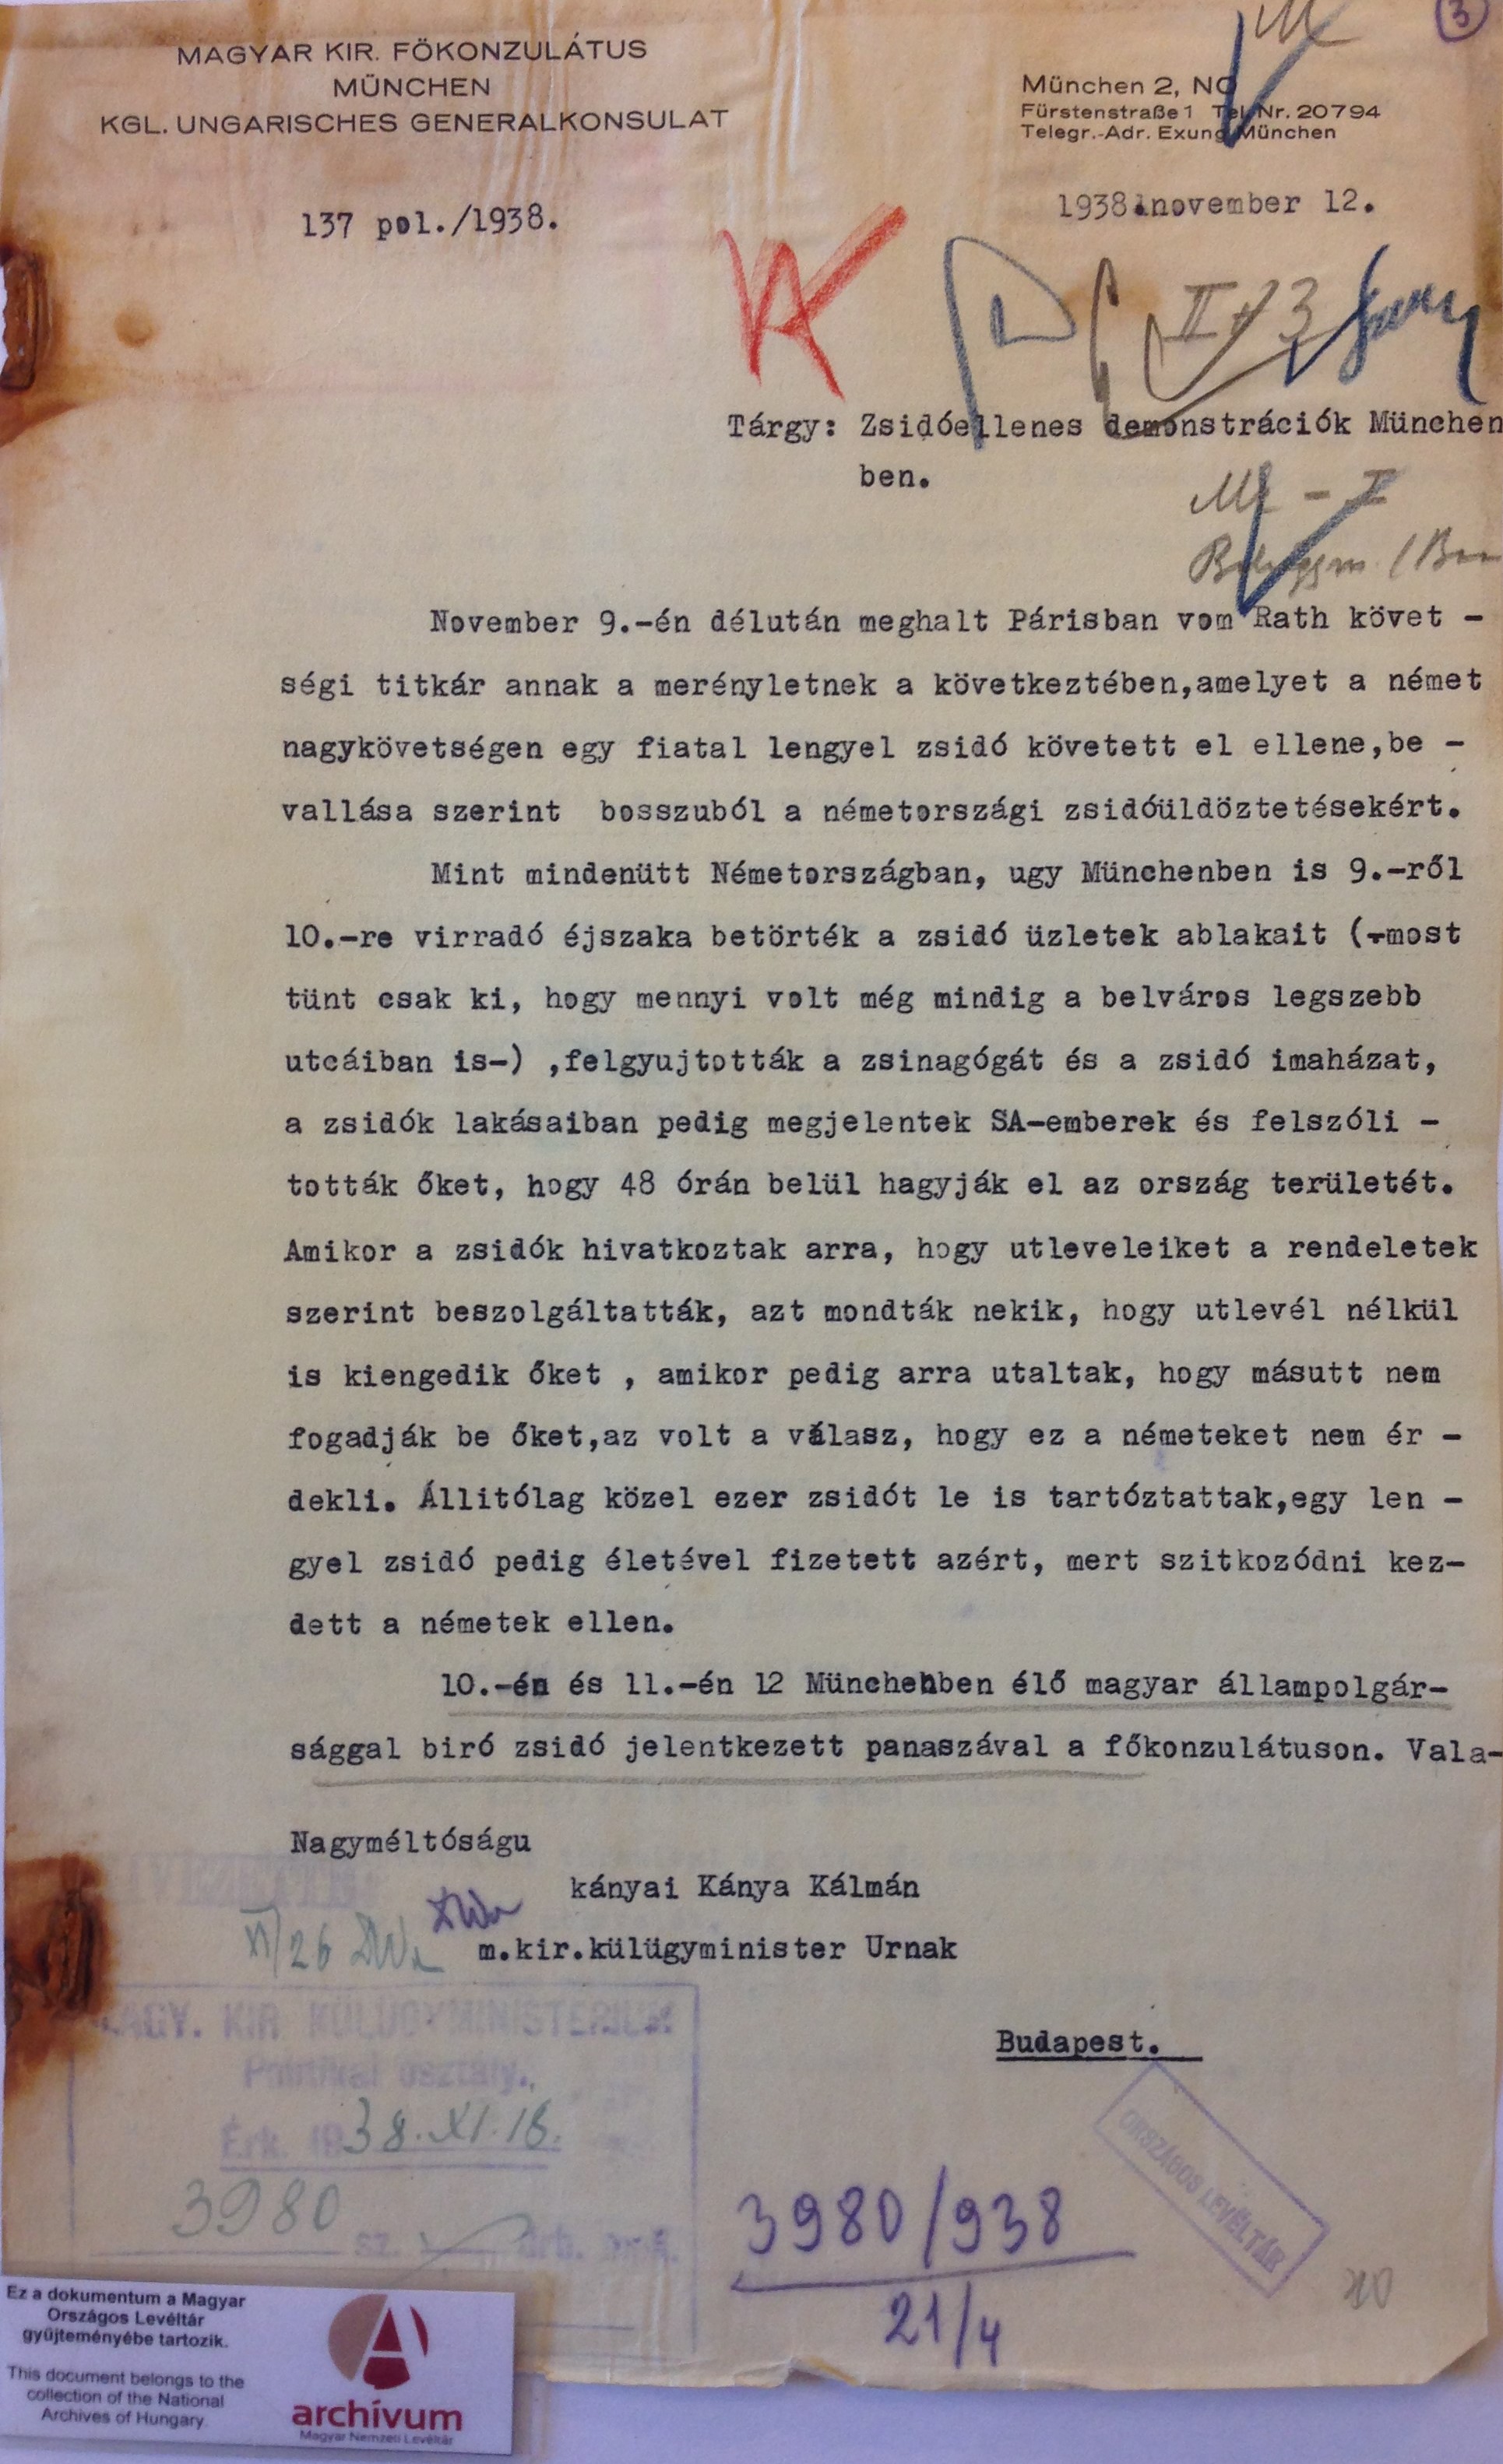 3
MAGYAR KIR. FŐKONZULÁTUS
MÜNCHEN
KGL. UNGARISCHES GENERALKONSULAT
München 2, NO
Fürstenstraße 1 Tel. Nr. 20794
Telegr.-Adr. Exung München
137 pol./1938.
1938.november 12.
II/3
Tárgy: Zsidóellenes demonstrációk München
ben.
November 9.-én délután meghalt Párisban vom Rath követ -
ségi titkár annak a merényletnek a következtében,amelyet a német
nagykövetségen egy fiatal lengyel zsidó követett el ellene,be -
vallása szerint bosszuból a németországi zsidóüldöztetésekért.
Mint mindenütt Németországban, ugy Münchenben is 9.-ről
10.-re virradó éjszaka betörték a zsidó üzletek ablakait (-most
tünt csak ki, hogy mennyi volt még mindig a belváros legszebb
utcáiban is-) ,felgyujtották a zsinagógát és a zsidó imaházat,
a zsidók lakásaiban pedig megjelentek SA-emberek és felszóli -
tották őket, hogy 48 órán belül hagyják el az ország területét.
Amikor a zsidók hivatkoztak arra, hogy utleveleiket a rendeletek
szerint beszolgáltatták, azt mondták nekik, hogy utlevél nélkül
is kiengedik őket , amikor pedig arra utaltak, hogy másutt nem
fogadják be őket,az volt a válasz, hogy ez a németeket nem ér -
dekli. Állitólag közel ezer zsidót le is tartóztattak,egy len -
gyel zsidó pedig életével fizetett azért, mert szitkozódni kez-
dett a németek ellen.
10.-én és 11.-én 12 Münchenben élő magyar állampolgár-
sággal biró zsidó jelentkezett panaszával a főkonzulátuson. Vala-
Nagyméltóságu
kányai Kánya Kálmán
XI/26
m.kir.külügyminister Urnak
MAGY. KIR. KÜLÜGYMINISTERIUM
Politikai osztály.
Budapest.
Érk. 1938.XI.16.
ORSZÁGOS LEVÉLTÁR
3980 sz.
3980/938
21/4
Ez a dokumentum a Magyar
Országos Levéltár
gyűjteményébe tartozik.
This document belongs to the
collection of the National
Archives of Hungary
archívum
Magyar Nemzeti Levéltár